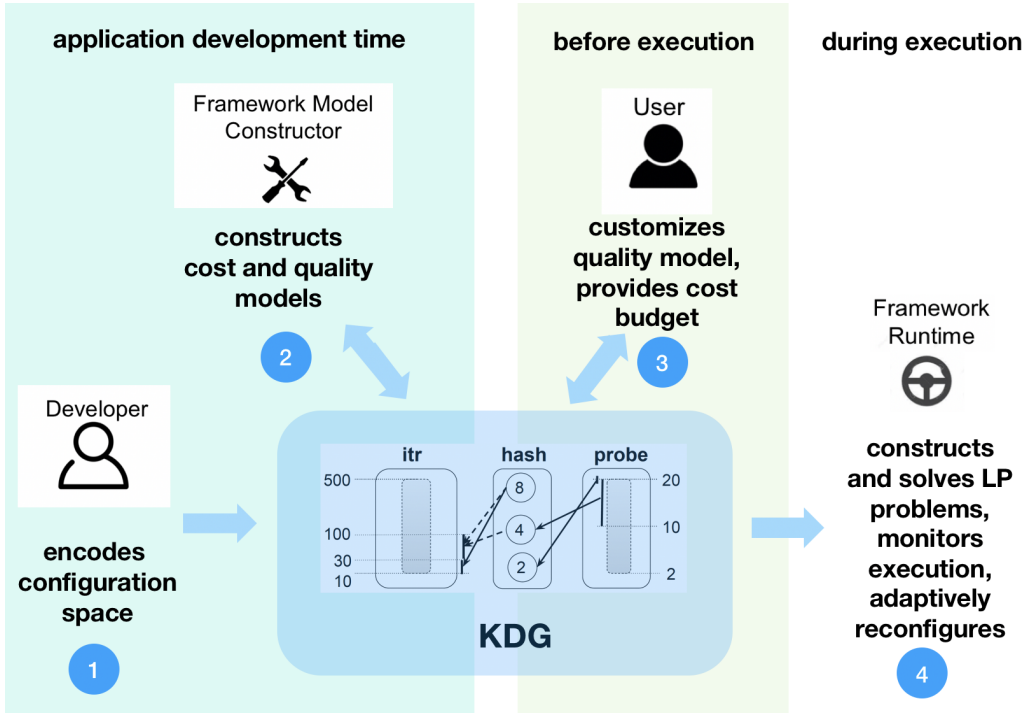 application development time
before execution
during execution
Framework Model
Constructor
constructs
cost and quality
models
2
User
customizes
quality model,
provides cost
budget
3
Developer
encodes
configuration
space
1
itr
hash
probe
500
100
30
10
8
4
2
20
10
2
KDG
Framework
Runtime
constructs
and solves LP
problems,
monitors
execution,
adaptively
reconfigures
4